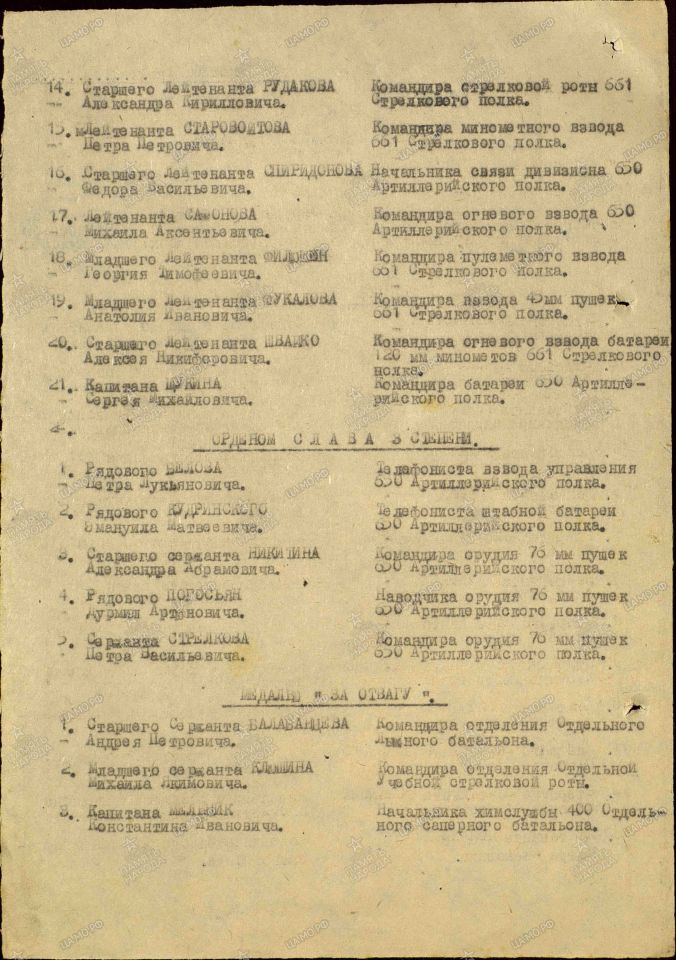 14. Старшего Лейтенанта РУДАКОВА Командира стрелковой роты 661
Александра Кирилловича. Стрелкового полка.
15. Лейтенанта СТАРОВОЙТОВА Командира минометного взвода
Петра Петровича. 661 Стрелкового полка.
16. Старшего Лейтенанта СПИРИДОНОВА Начальника связи дивизиона 650
Федора Васильевича. Артиллерийского полка.
17. Лейтенанта САФОНОВА Командира огневого взвода 650
Михаила Аксентьевича. Артиллерийского полка.
18. Младшего Лейтенанта Командира пулеметного взвода
Георгия Тимофеевича. 661 Стрелкового полка.
19. Младшего Лейтенанта ФУКАЛОВА Командира взвода 45мм пушек
Анатолия Ивановича. 661 Стрелкового полка.
20. Старшего Лейтенанта ШВАЙКО Командира огневого взвода батареи
Алексея Никифоровича. 120 мм минометов 661 Стрелкового
полка.
21. Капитана ЩУКИНА Командира батареи 650 Артилле-
Сергея Михайловича. рийского полка.
ОРДЕНОМ С Л А В А 3 СТЕПЕНИ.
1. Рядового БЕЛОВА Телефониста взвода управления
Петра Лукьяновича. 650 Артиллерийского полка.
2. Рядового КУДРИНСКОГО Телефониста штабной батареи
Эмануила Матвеевича. 650 Артиллерийского полка.
3. Старшего сержанта НИКИТИНА Командира орудия 76 мм пушек
Александра Абрамовича. 650 Артиллерийского полка.
4. Рядового ПОГОСЬЯН Наводчика орудия 76 мм пушек
Артёновича. 650 Артиллерийского полка.
5. Сержанта СТРЕЛКОВА Командира орудия 76 мм пушек
Петра Васильевича. 650 Артиллерийского полка.
МЕДАЛЬЮ " ЗА ОТВАГУ ".
1. Старшего Сержанта БАЛАБАНЦЕВА Командира отделения Отдельного
Андрея Петровича. Лыжного батальона.
2. Младшего сержанта КЛЮШИНА Командира отделения Отдельной
Михаила Якимовича. Учебной стрелковой роты.
3. Капитана МЕЛЬНИК Начальника химслужбы 400 Отдель-
Константина Ивановича. ного саперного батальона.
ЦАМО.РФ